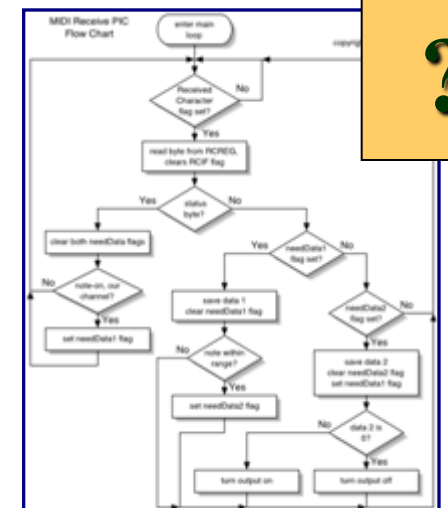 MIDI Receive PIC
Flow Chart
enter main
loop
copyrig
?
Received
Character
flag set?
No
Yes
read byte from RCREG,
clears RCIF flag
status
byte?
Yes
No
clear both needData flags
needData1
flag set?
Yes
No
note-on, our
channel?
No
Yes
set needData1 flag
save data 1
clear needData1 flag
needData2
flag set?
No
Yes
note within
range?
No
Yes
set needData2 flag
save data 2
clear needData2 flag
set needData1 flag
data 2 is
0?
No
Yes
turn output on
turn output off